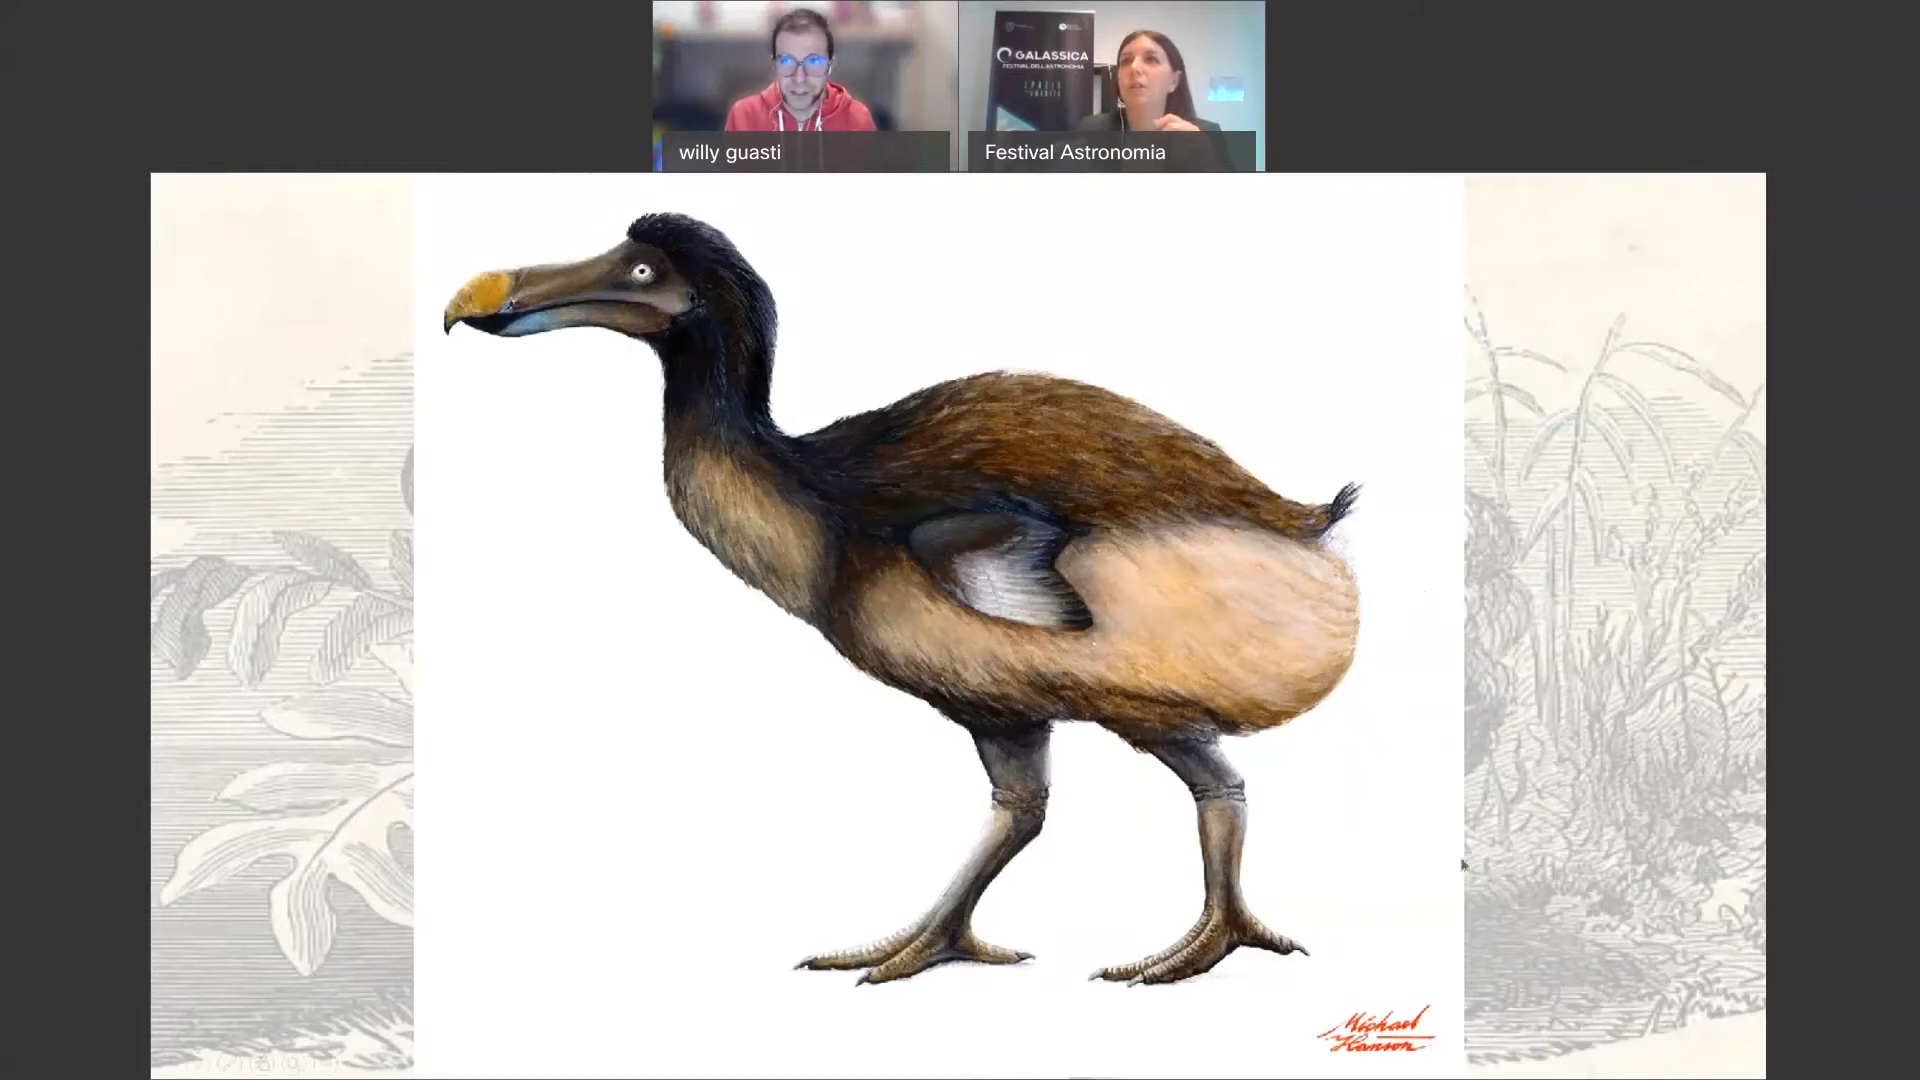 GALASSICA
FESTIVAL DELL'ASTRONOMIA
willy guasti
Festival Astronomia
Michael
Hanson